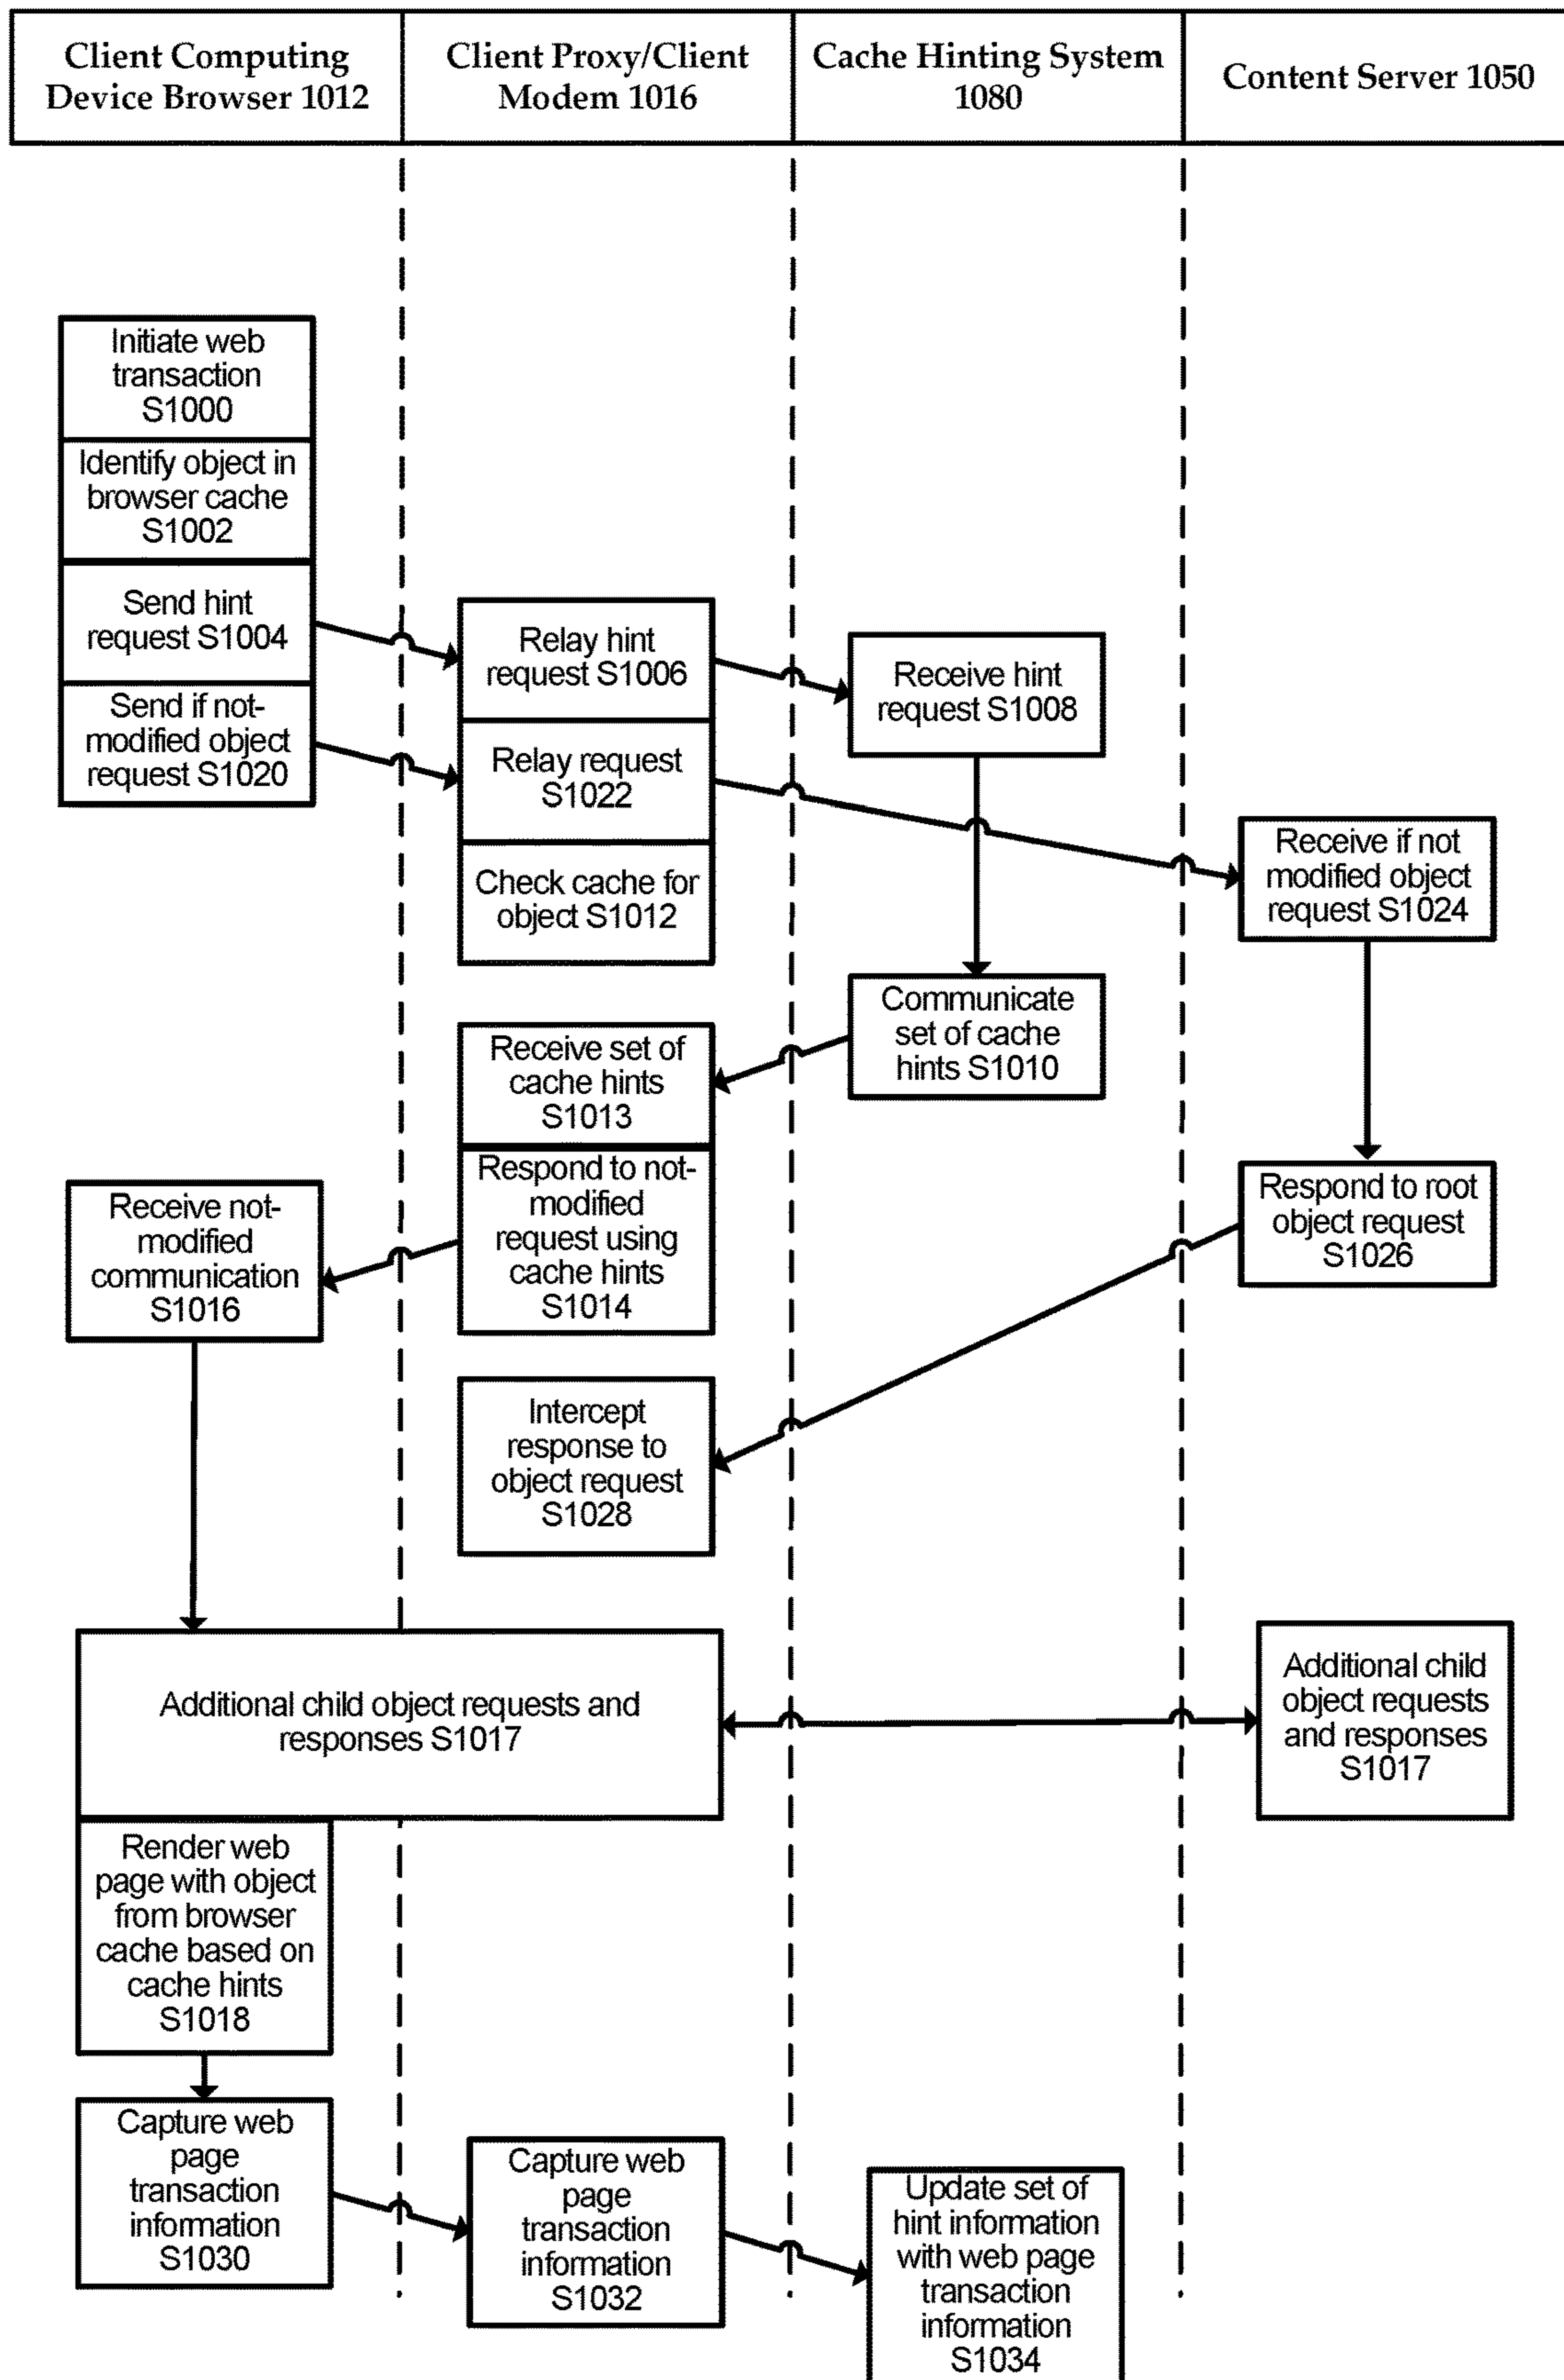 Client Computing
Device Browser 1012
Client Proxy/Client
Modem 1016
Cache Hinting System
1080
Content Server 1050
Initiate web
transaction
S1000
Identify object in
browser cache
S1002
Send hint
request S1004
Send if not-
modified object
request S1020
Relay hint
request S1006
Relay request
S1022
Check cache for
object S1012
Receive hint
request S1008
Receive if not
modified object
request S1024
Communicate
set of cache
hints S1010
Receive set of
cache hints
S1013
Respond to not-
modified
request using
cache hints
S1014
Receive not-
modified
communication
S1016
Respond to root
object request
S1026
Intercept
response to
object request
S1028
Additional child object requests and
responses S1017
Additional child
object requests
and responses
S1017
Render web
page with object
from browser
cache based on
cache hints
S1018
Capture web
page
transaction
information
S1030
Capture web
page
transaction
information
S1032
Update set of
hint information
with web page
transaction
information
S1034